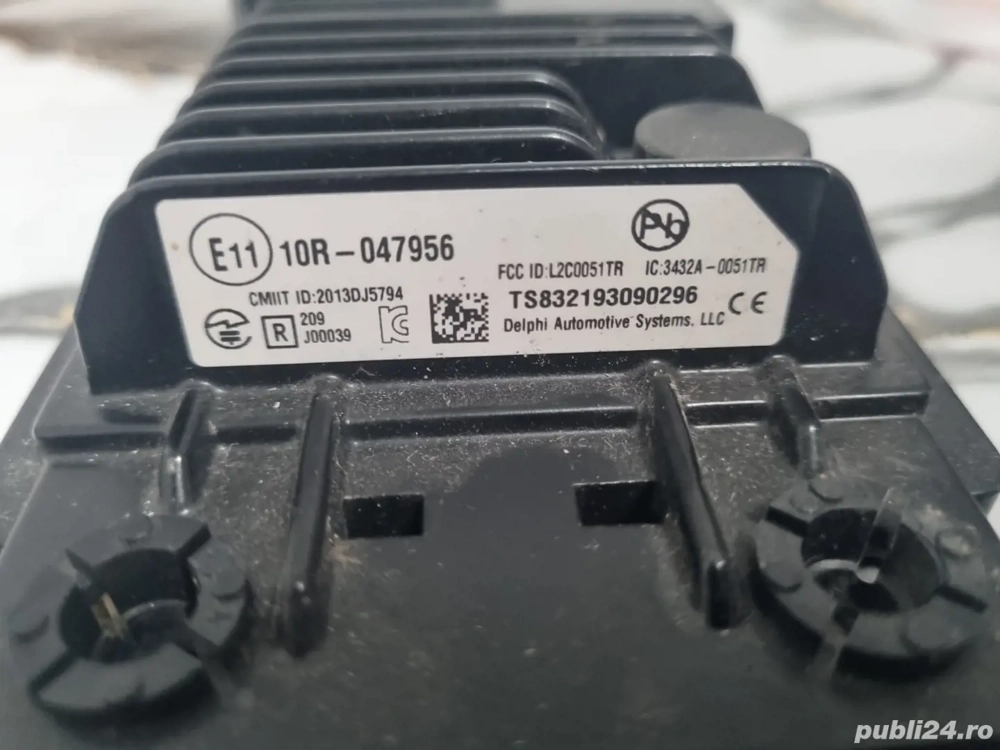 E11 10R-047956
Pb
FCC ID:L2C0051TR IC:3432A-0051TR
CMIIT ID:2013DJ5794
TS832193090296
R 209
J00039
Delphi Automotive Systems, LLC CE
publi24.ro